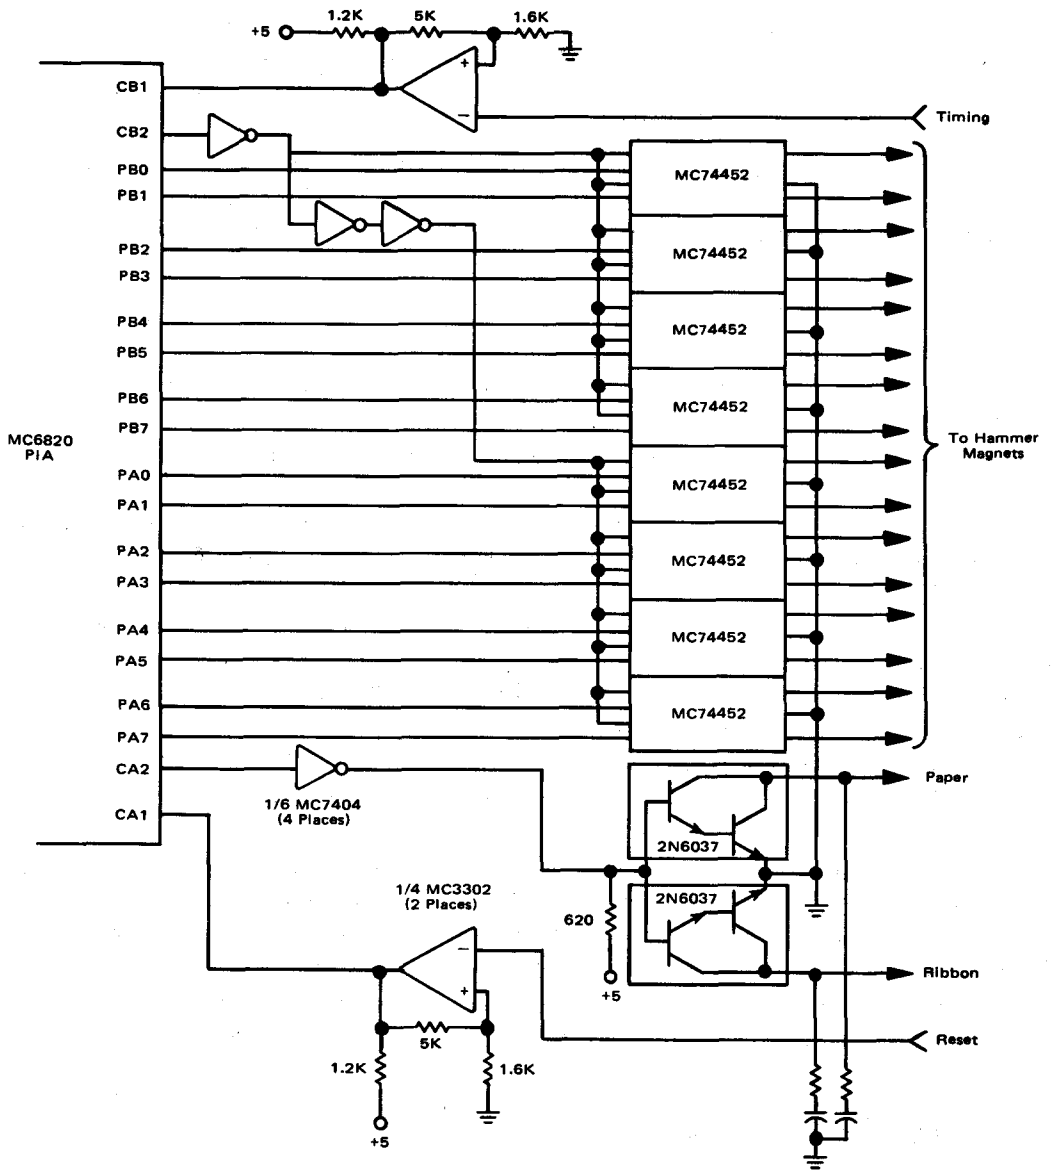 1.2K
5K
1.6K
+5
CB1
Timing
CB2
PB0
MC74452
PB1
PB2
MC74452
PB3
PB4
MC74452
PB5
PB6
MC74452
PB7
MC6820
PIA
To Hammer
Magnets
PA0
MC74452
PA1
PA2
MC74452
PA3
PA4
MC74452
PA5
PA6
MC74452
PA7
CA2
1/6 MC7404
(4 Places)
Paper
CA1
2N6037
1/4 MC3302
(2 Places)
2N6037
620
+5
Ribbon
5K
Reset
1.2K
1.6K
+5
+
−
−
+